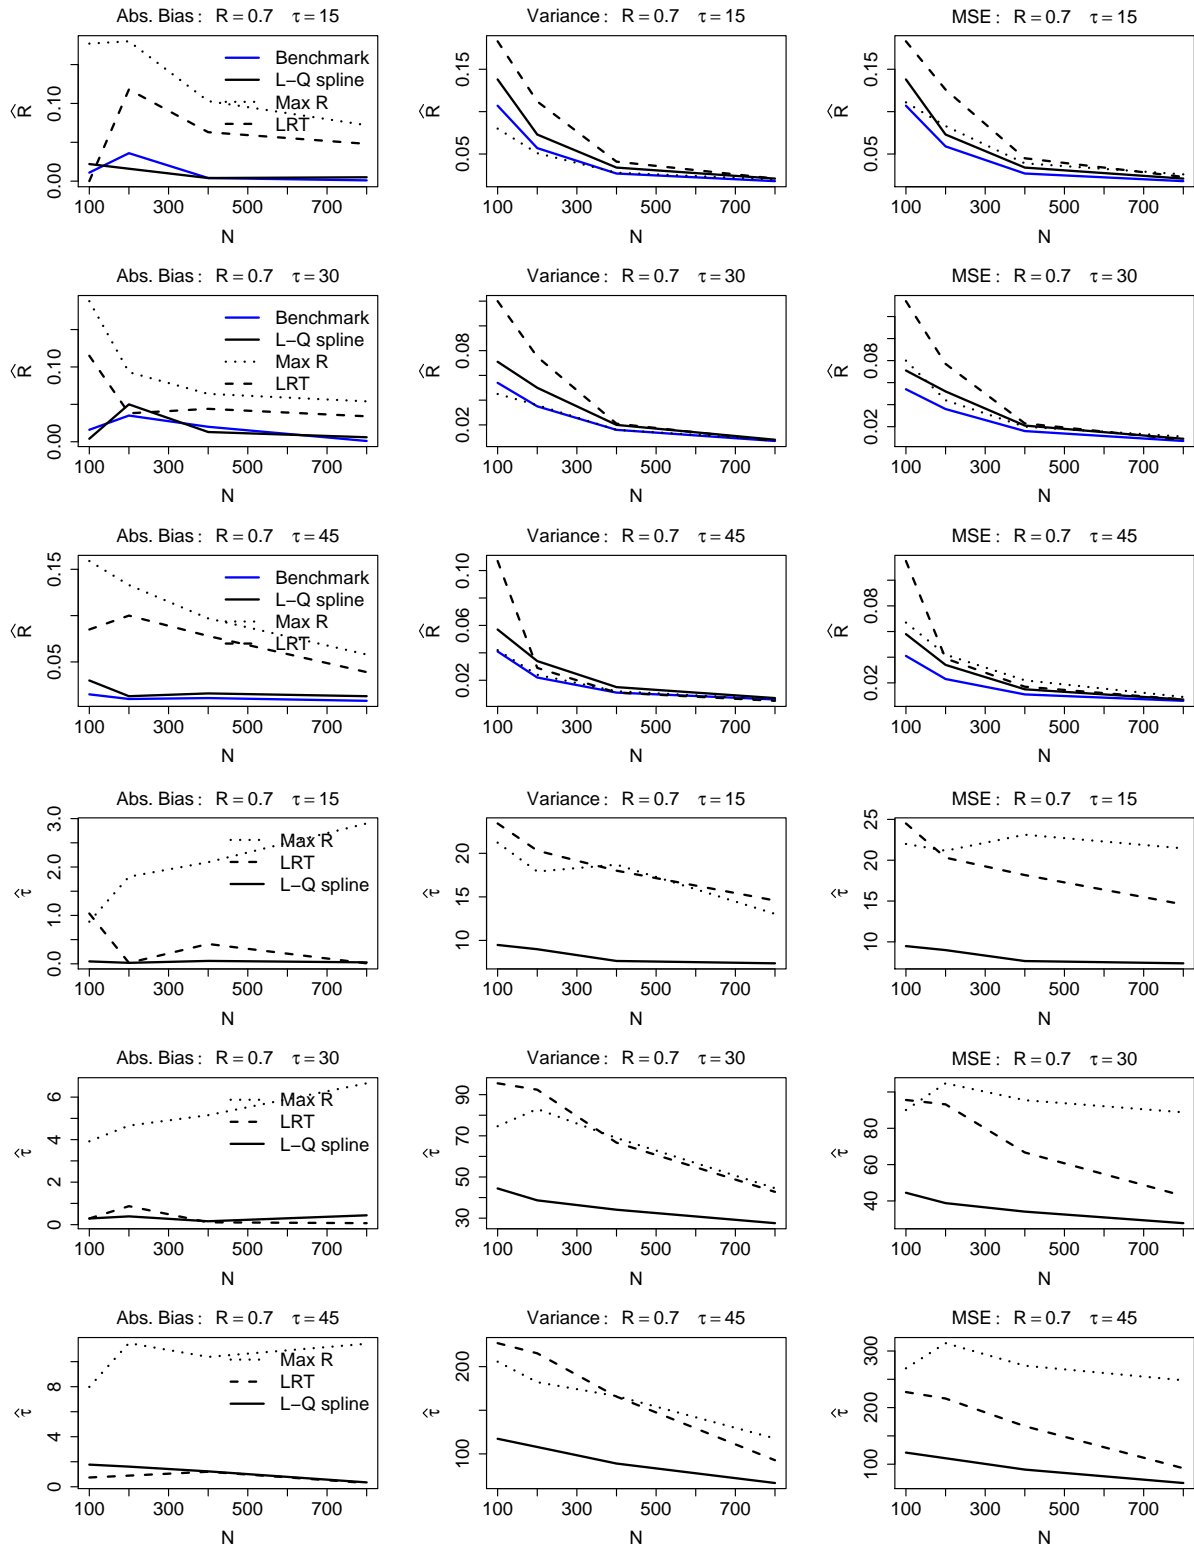 Abs. Bias : R = 0.7 τ = 15
R̂
0.00 0.10
Benchmark
L−Q spline
Max R
LRT
100 300 500 700
N
Variance : R = 0.7 τ = 15
R̂
0.05 0.15
100 300 500 700
N
MSE : R = 0.7 τ = 15
R̂
0.05 0.15
100 300 500 700
N
Abs. Bias : R = 0.7 τ = 30
R̂
0.00 0.10
Benchmark
L−Q spline
Max R
LRT
100 300 500 700
N
Variance : R = 0.7 τ = 30
R̂
0.02 0.08
100 300 500 700
N
MSE : R = 0.7 τ = 30
R̂
0.02 0.08
100 300 500 700
N
Abs. Bias : R = 0.7 τ = 45
R̂
0.05 0.15
Benchmark
L−Q spline
Max R
LRT
100 300 500 700
N
Variance : R = 0.7 τ = 45
R̂
0.02 0.06 0.10
100 300 500 700
N
MSE : R = 0.7 τ = 45
R̂
0.02 0.08
100 300 500 700
N
Abs. Bias : R = 0.7 τ = 15
τ̂
0.0 1.0 2.0 3.0
Max R
LRT
L−Q spline
100 300 500 700
N
Variance : R = 0.7 τ = 15
τ̂
10 15 20
100 300 500 700
N
MSE : R = 0.7 τ = 15
τ̂
10 15 20 25
100 300 500 700
N
Abs. Bias : R = 0.7 τ = 30
τ̂
0 2 4 6
Max R
LRT
L−Q spline
100 300 500 700
N
Variance : R = 0.7 τ = 30
τ̂
30 50 70 90
100 300 500 700
N
MSE : R = 0.7 τ = 30
τ̂
40 60 80
100 300 500 700
N
Abs. Bias : R = 0.7 τ = 45
τ̂
0 4 8
Max R
LRT
L−Q spline
100 300 500 700
N
Variance : R = 0.7 τ = 45
τ̂
100 200
100 300 500 700
N
MSE : R = 0.7 τ = 45
τ̂
100 200 300
100 300 500 700
N